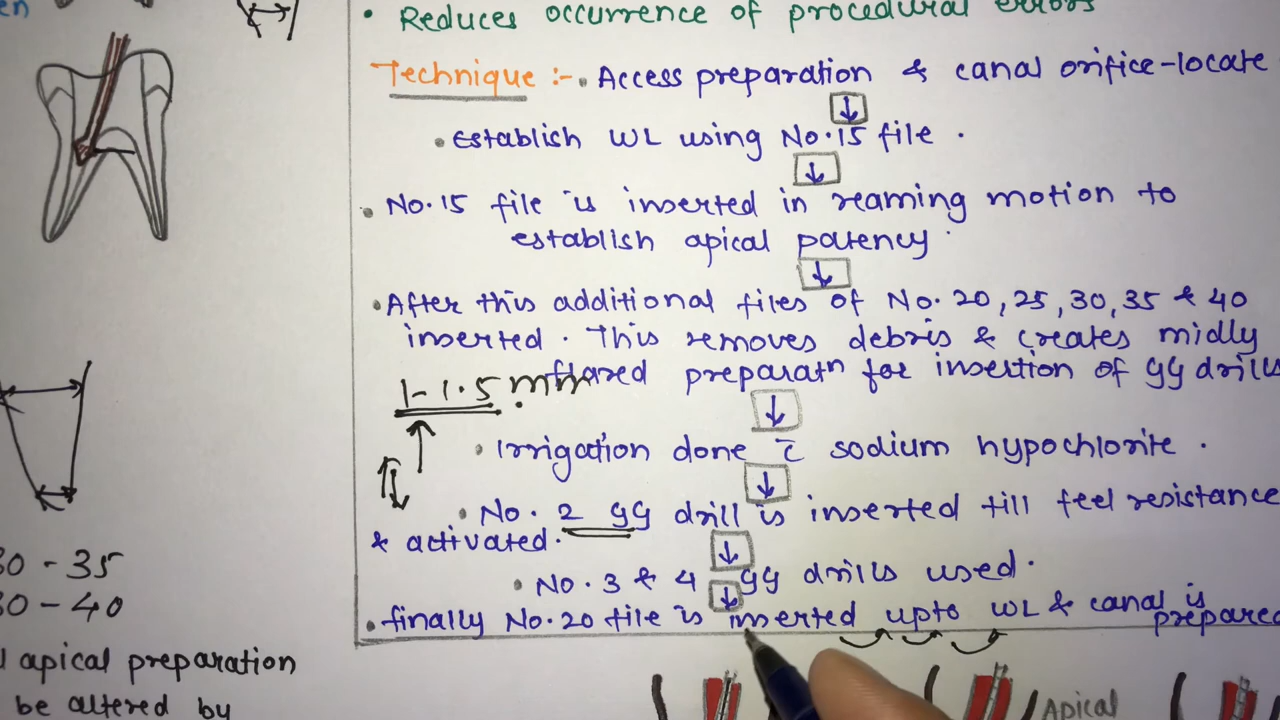 en
• Reduces occurrence of procedural errors
Technique :- • Access preparation & canal orifice-locate
↓
• Establish WL using No.15 file .
↓
• No.15 file is inserted in reaming motion to
establish apical patency .
↓
• After this additional files of No. 20, 25, 30, 35 & 40
inserted . This removes debris & creates midly
flared preparatn for insertion of gg drills
1-1.5 mm
↓
• Irrigation done c̄ sodium hypochlorite .
↓
• No. 2 gg drill is inserted till feel resistance
& activated .
↓
• No. 3 & 4 gg drills used .
↓
• finally No.20 file is inserted upto WL & canal is
prepared
30 - 35
30 - 40
apical preparation
be altered by
Apical